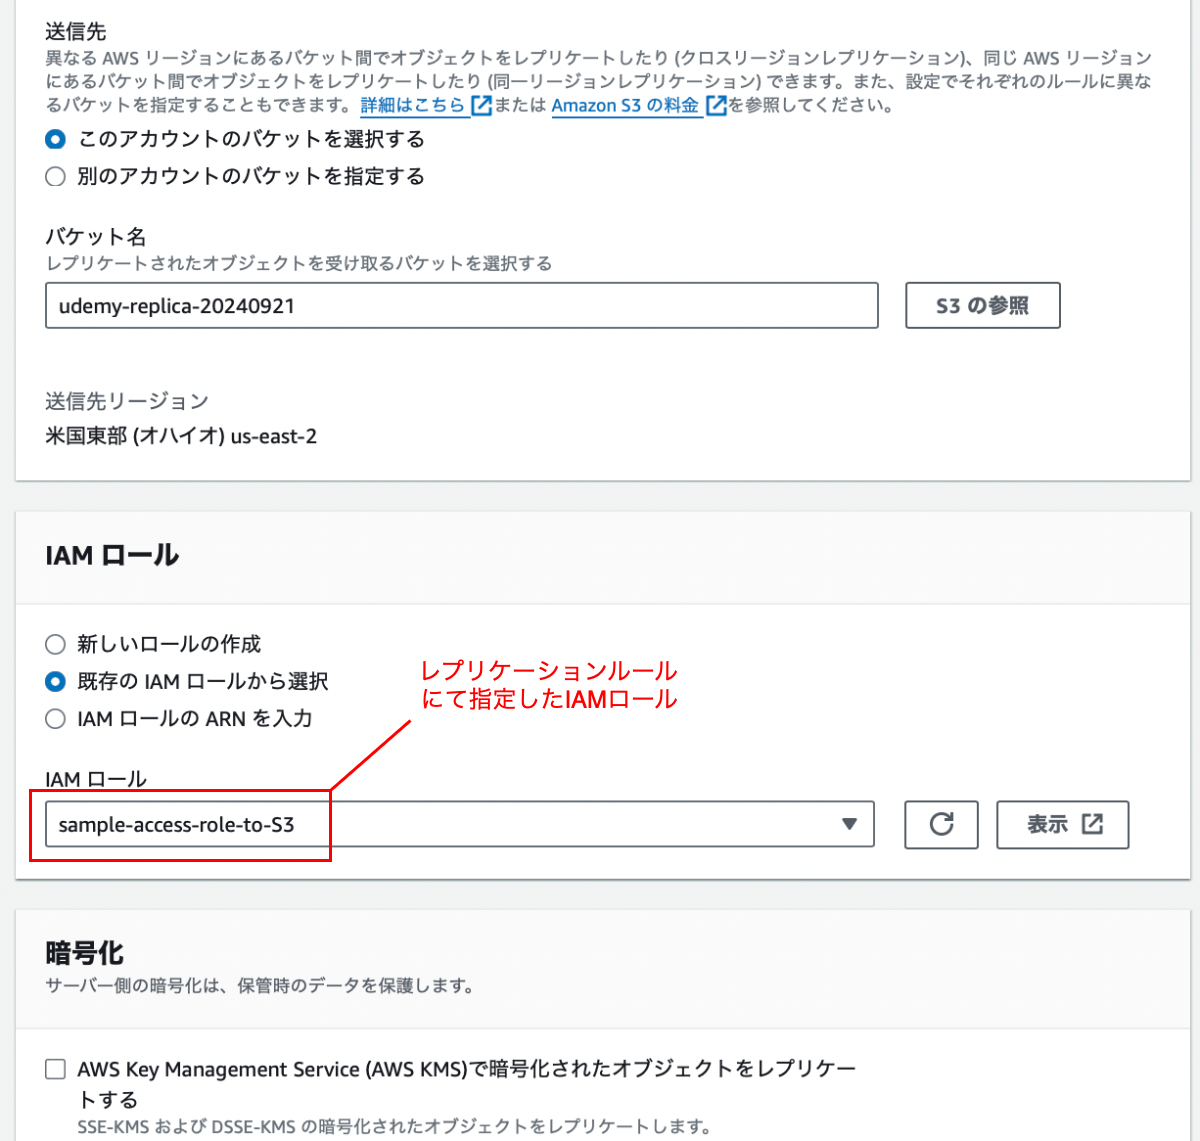 送信先
異なる AWS リージョンにあるバケット間でオブジェクトをレプリケートしたり (クロスリージョンレプリケーション)、同じ AWS リージョン
にあるバケット間でオブジェクトをレプリケートしたり (同一リージョンレプリケーション) できます。また、設定でそれぞれのルールに異な
るバケットを指定することもできます。詳細はこちら または Amazon S3 の料金 を参照してください。
このアカウントのバケットを選択する
別のアカウントのバケットを指定する
バケット名
レプリケートされたオブジェクトを受け取るバケットを選択する
udemy-replica-20240921
S3 の参照
送信先リージョン
米国東部 (オハイオ) us-east-2
IAM ロール
新しいロールの作成
既存の IAM ロールから選択
IAM ロールの ARN を入力
レプリケーションルール
にて指定したIAMロール
IAM ロール
sample-access-role-to-S3
表示
暗号化
サーバー側の暗号化は、保管時のデータを保護します。
AWS Key Management Service (AWS KMS)で暗号化されたオブジェクトをレプリケー
トする
SSE-KMS および DSSE-KMS の暗号化されたオブジェクトをレプリケートします。